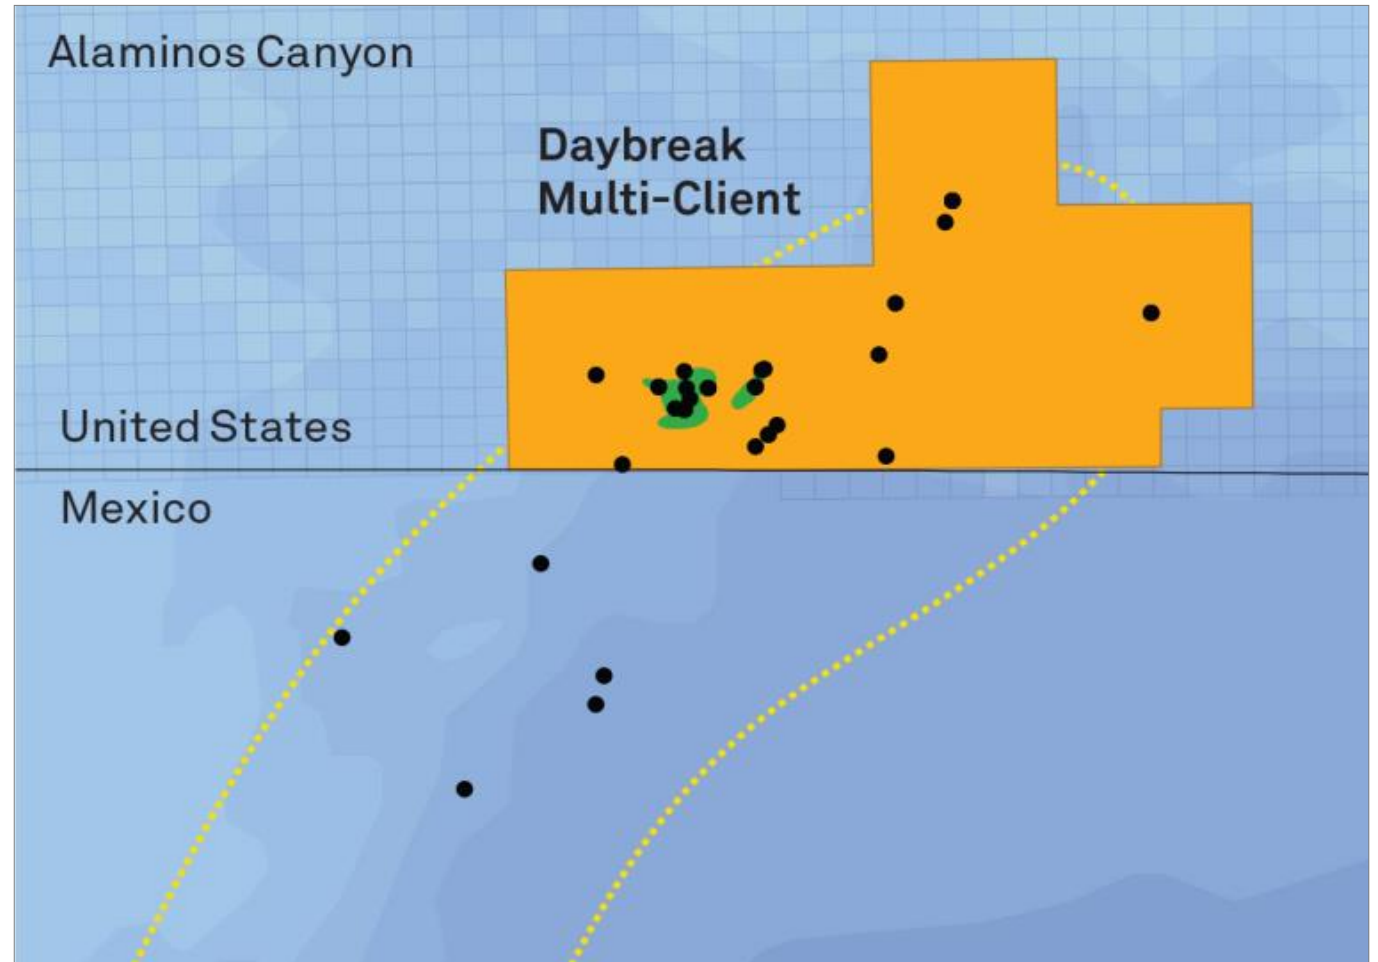 Alaminos Canyon
Daybreak
Multi-Client
United States
Mexico